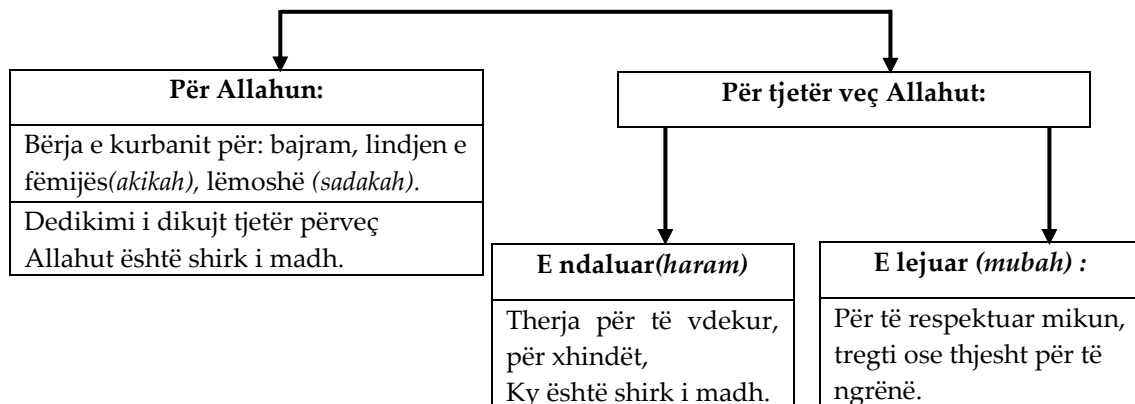 Për Allahun:
Bërja e kurbanit për: bajram, lindjen e
fëmijës(akikah), lëmoshë (sadakah).
Dedikimi i dikujt tjetër përveç
Allahut është shirk i madh.
Për tjetër veç Allahut:
E ndaluar(haram)
Therja për të vdekur,
për xhindët,
Ky është shirk i madh.
E lejuar (mubah) :
Për të respektuar mikun,
tregti ose thjesht për të
ngrënë.